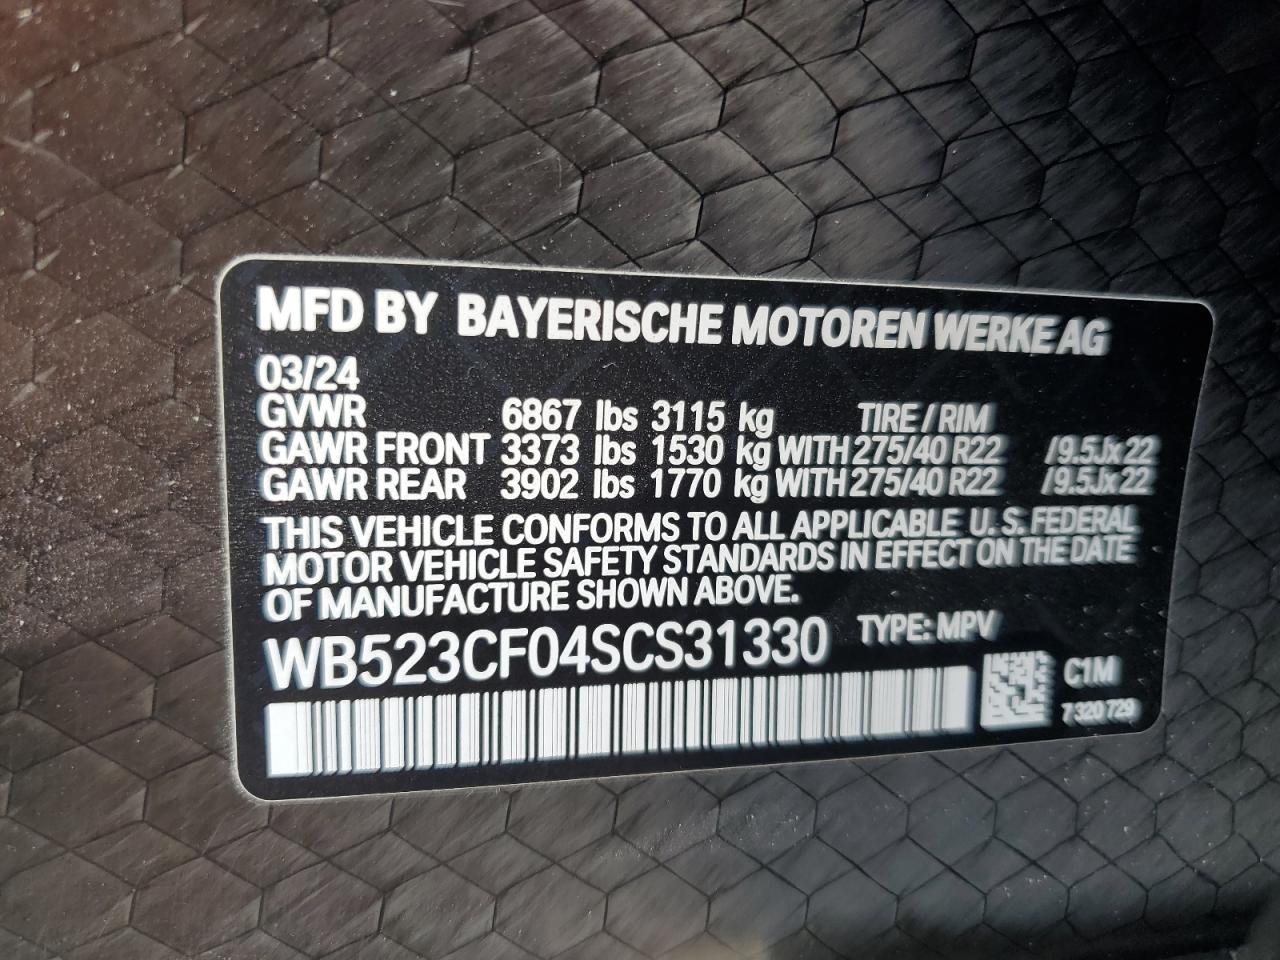 MFD BY BAYERISCHE MOTOREN WERKE AG
03/24
GVWR 6867 lbs 3115 kg TIRE / RIM
GAWR FRONT 3373 lbs 1530 kg WITH 275/40 R22 /9.5Jx22
GAWR REAR 3902 lbs 1770 kg WITH 275/40 R22 /9.5Jx22
THIS VEHICLE CONFORMS TO ALL APPLICABLE U. S. FEDERAL
MOTOR VEHICLE SAFETY STANDARDS IN EFFECT ON THE DATE
OF MANUFACTURE SHOWN ABOVE.
WB523CF04SCS31330 TYPE: MPV
C1M
7 320 729